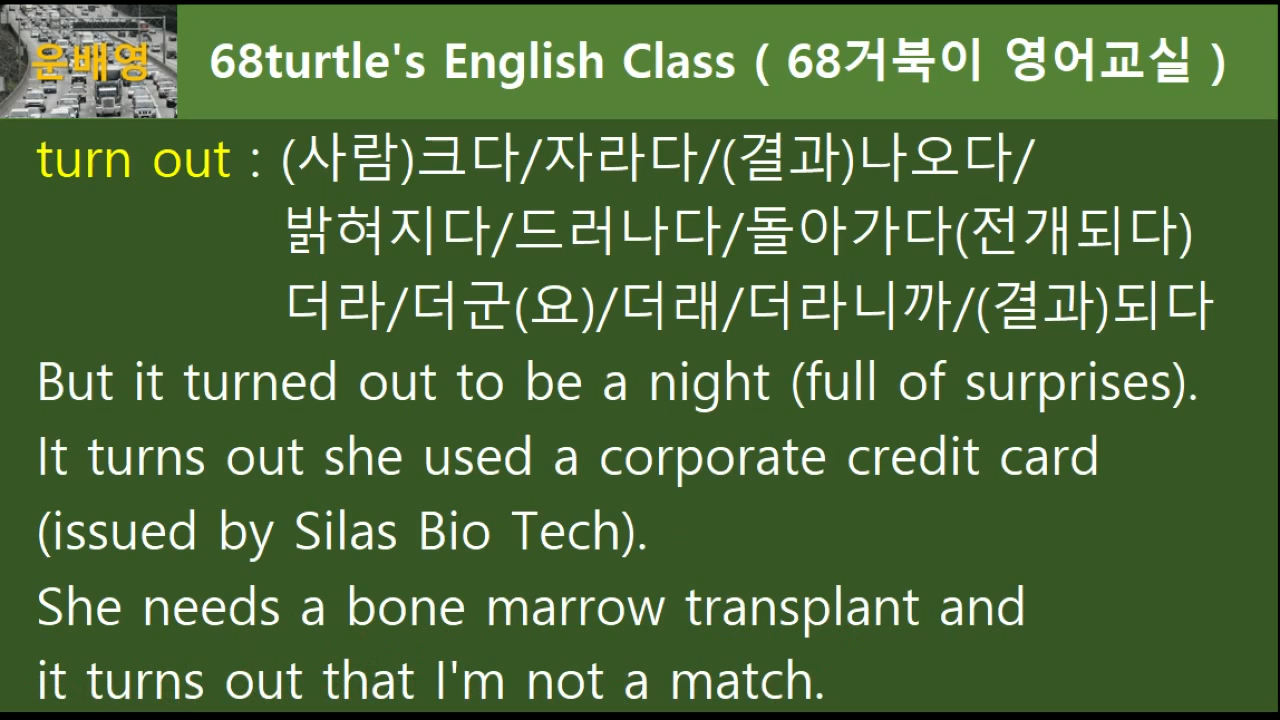 윤배영
68turtle's English Class ( 68거북이 영어교실 )
turn out : (사람)크다/자라다/(결과)나오다/
밝혀지다/드러나다/돌아가다(전개되다)
더라/더군(요)/더래/더라니까/(결과)되다
But it turned out to be a night (full of surprises).
It turns out she used a corporate credit card
(issued by Silas Bio Tech).
She needs a bone marrow transplant and
it turns out that I'm not a match.